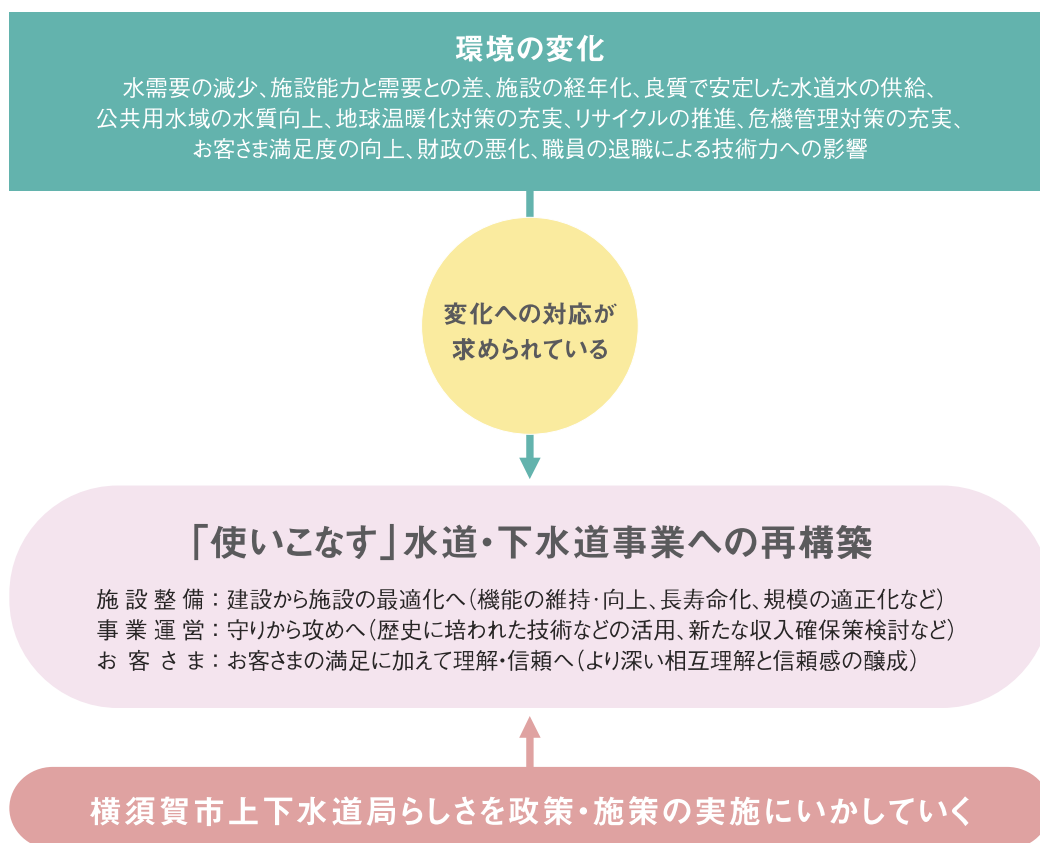 環境の変化
水需要の減少、施設能力と需要との差、施設の経年化、良質で安定した水道水の供給、
公共用水域の水質向上、地球温暖化対策の充実、リサイクルの推進、危機管理対策の充実、
お客さま満足度の向上、財政の悪化、職員の退職による技術力への影響
変化への対応が
求められている
「使いこなす」水道・下水道事業への再構築
施設整備：建設から施設の最適化へ（機能の維持・向上、長寿命化、規模の適正化など）
事業運営：守りから攻めへ（歴史に培われた技術などの活用、新たな収入確保策検討など）
お客さま：お客さまの満足に加えて理解・信頼へ（より深い相互理解と信頼感の醸成）
横須賀市上下水道局らしさを政策・施策の実施にいかしていく